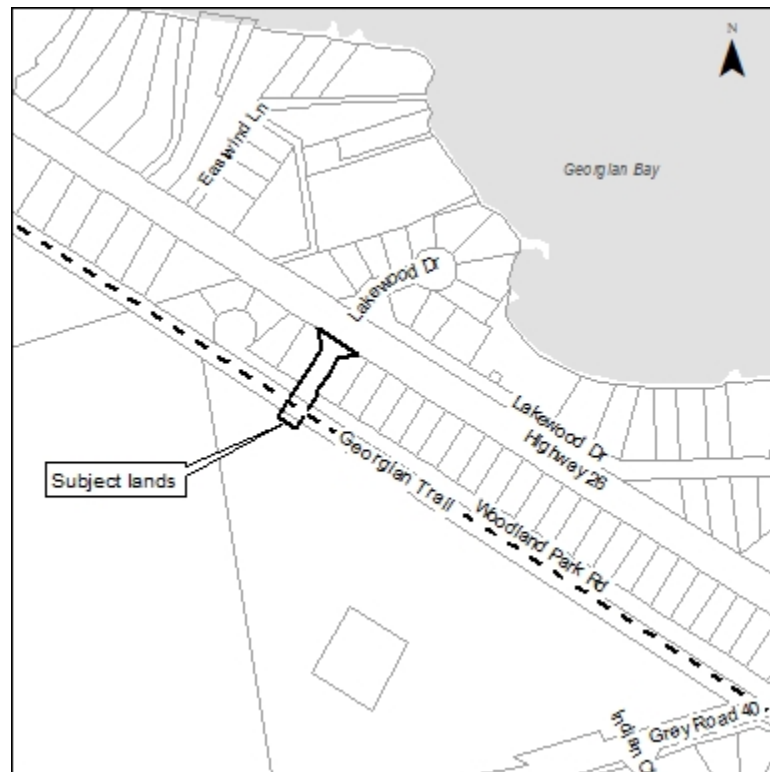 N
Eastwind Ln
Georgian Bay
Lakewood Dr
Lakewood Dr
Highway 26
Subject lands
Georgian Trail
Woodland Park Rd
Grey Road 40
Indian